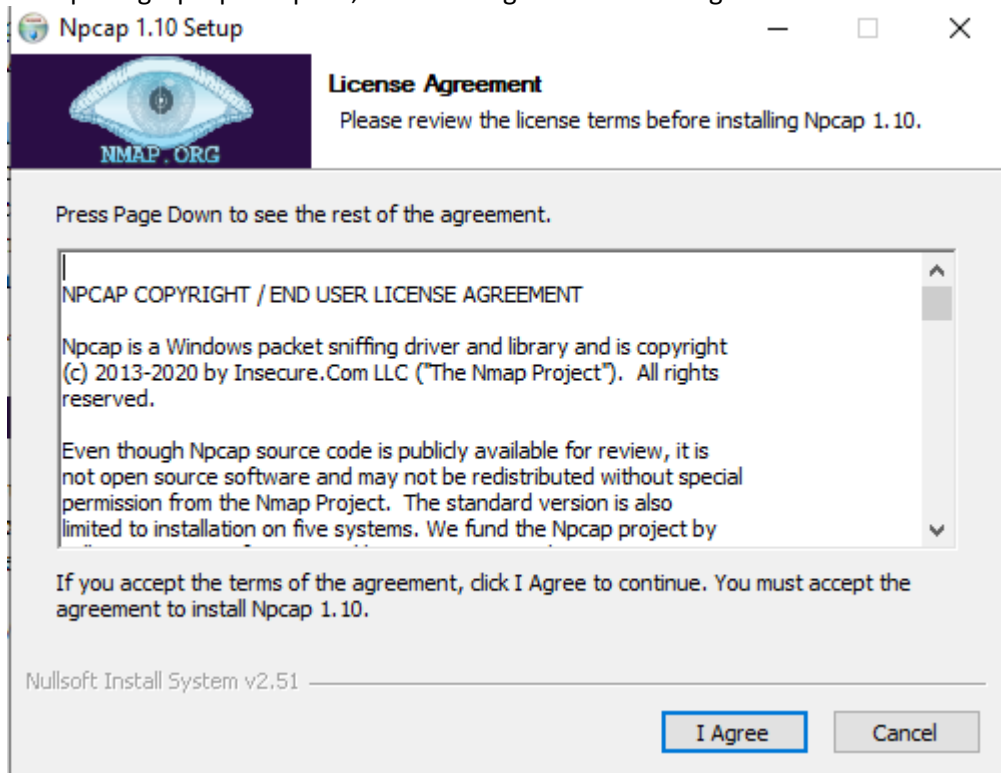 Npcap 1.10 Setup
NMAP.ORG
License Agreement
Please review the license terms before installing Npcap 1.10.
Press Page Down to see the rest of the agreement.
NPCAP COPYRIGHT / END USER LICENSE AGREEMENT
Npcap is a Windows packet sniffing driver and library and is copyright
(c) 2013-2020 by Insecure.Com LLC ("The Nmap Project").  All rights
reserved.
Even though Npcap source code is publicly available for review, it is
not open source software and may not be redistributed without special
permission from the Nmap Project.  The standard version is also
limited to installation on five systems. We fund the Npcap project by
If you accept the terms of the agreement, click I Agree to continue. You must accept the
agreement to install Npcap 1.10.
Nullsoft Install System v2.51
I Agree
Cancel